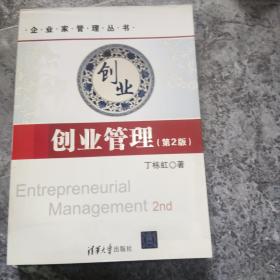 ·企业家管理丛书·
创业
创业管理(第2版)
丁栋虹◎著
Entrepreneurial
Management 2nd
清华大学出版社